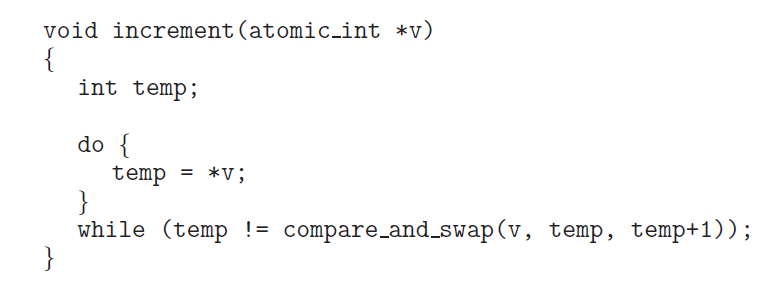 void increment(atomic_int *v)
{
int temp;
do {
temp = *v;
}
while (temp != compare_and_swap(v, temp, temp+1));
}